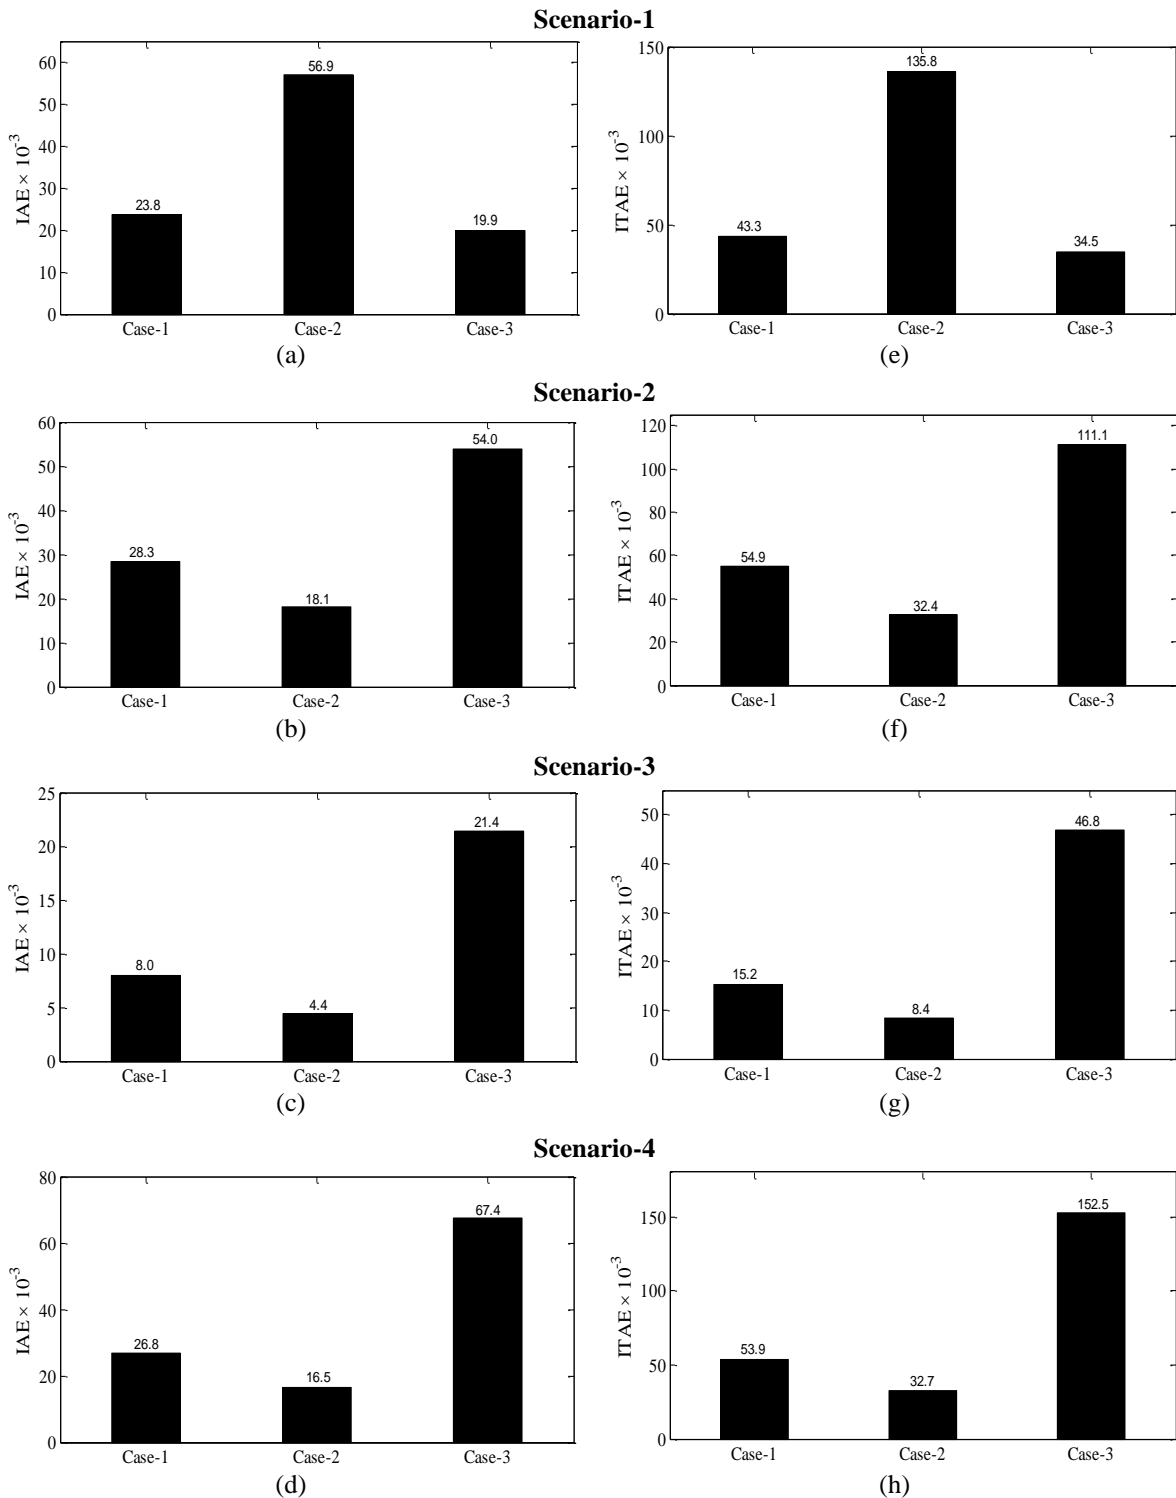 Scenario-1
60
50
40
30
20
10
0
IAE × 10-3
23.8
56.9
19.9
Case-1 Case-2 Case-3
(a)
150
100
50
0
ITAE × 10-3
43.3
135.8
34.5
Case-1 Case-2 Case-3
(e)
Scenario-2
60
50
40
30
20
10
0
IAE × 10-3
28.3
18.1
54.0
Case-1 Case-2 Case-3
(b)
120
100
80
60
40
20
0
ITAE × 10-3
54.9
32.4
111.1
Case-1 Case-2 Case-3
(f)
Scenario-3
25
20
15
10
5
0
IAE × 10-3
8.0
4.4
21.4
Case-1 Case-2 Case-3
(c)
50
40
30
20
10
0
ITAE × 10-3
15.2
8.4
46.8
Case-1 Case-2 Case-3
(g)
Scenario-4
80
60
40
20
0
IAE × 10-3
26.8
16.5
67.4
Case-1 Case-2 Case-3
(d)
150
100
50
0
ITAE × 10-3
53.9
32.7
152.5
Case-1 Case-2 Case-3
(h)